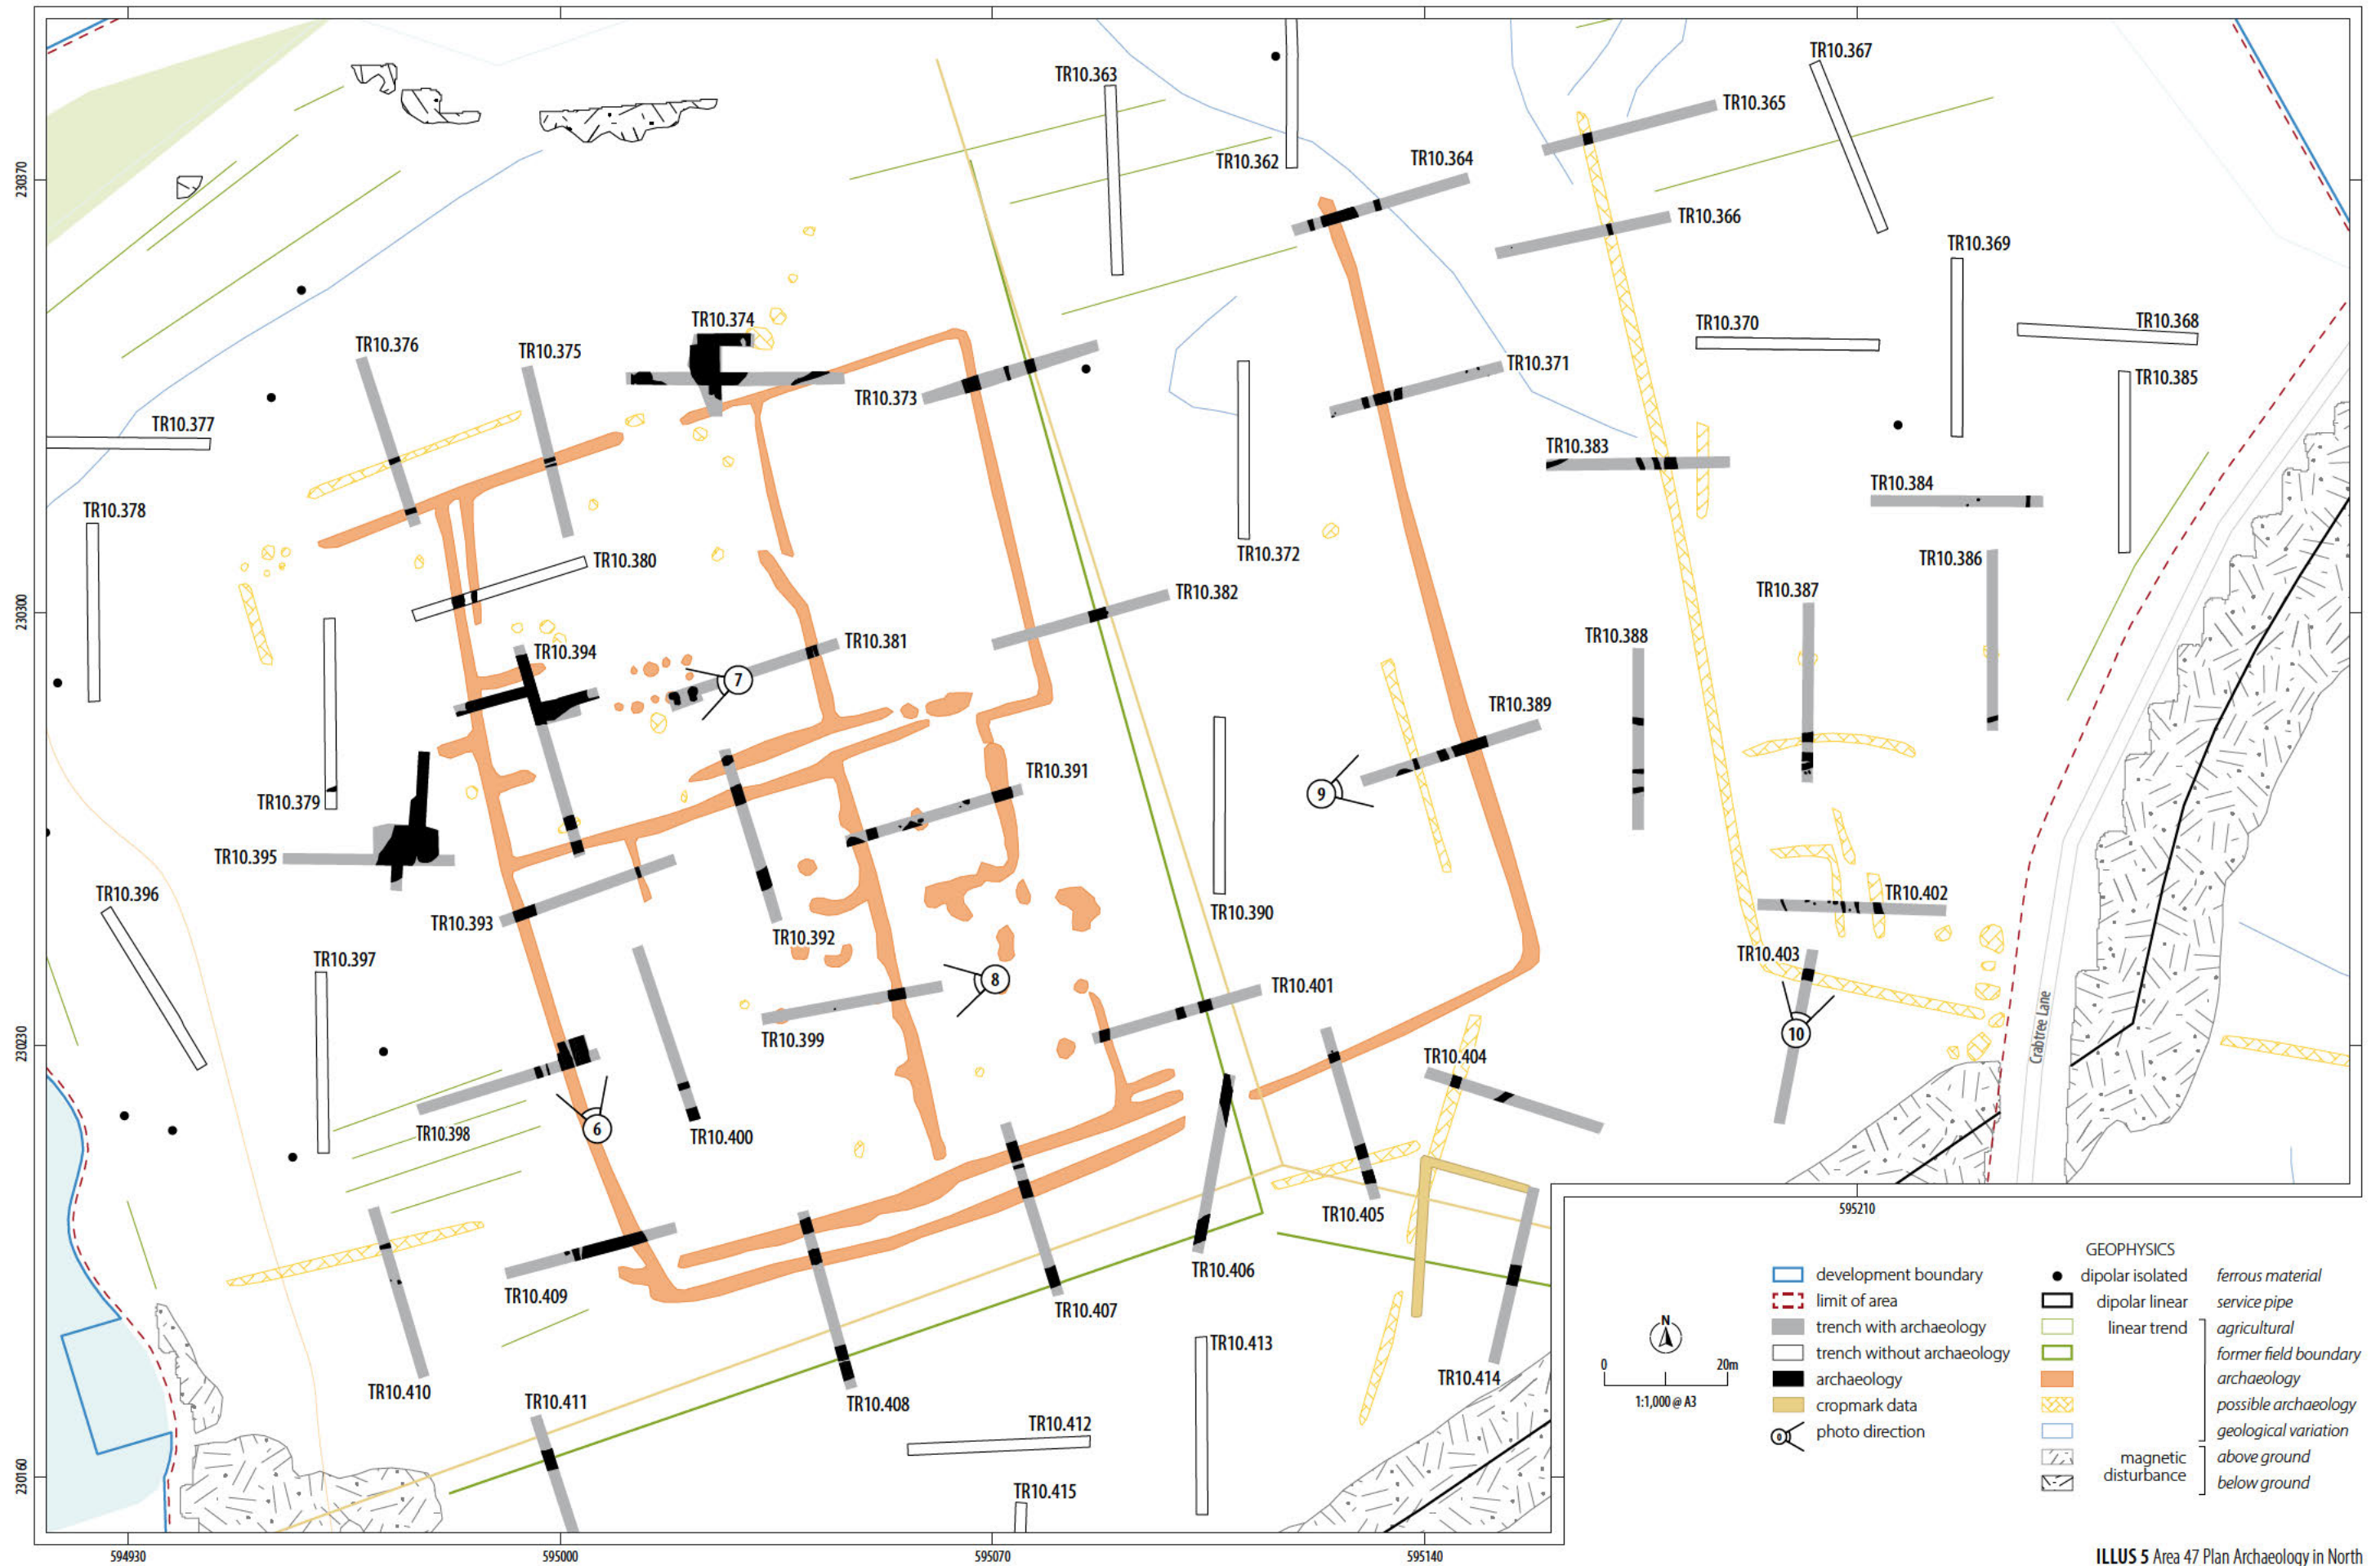 TR10.367
TR10.363
TR10.365
TR10.362
TR10.364
TR10.366
TR10.369
TR10.370
TR10.368
TR10.374
TR10.376
TR10.375
TR10.371
TR10.385
TR10.373
TR10.377
TR10.383
TR10.384
TR10.378
TR10.372
TR10.380
TR10.386
TR10.382
TR10.387
TR10.388
TR10.394
TR10.381
7
TR10.389
TR10.391
9
TR10.379
TR10.395
TR10.396
TR10.402
TR10.390
TR10.393
TR10.392
TR10.403
TR10.397
8
TR10.401
TR10.399
10
Crabtree Lane
TR10.404
6
TR10.398
TR10.400
TR10.405
TR10.406
TR10.409
TR10.407
TR10.413
TR10.414
TR10.410
TR10.411
TR10.408
TR10.412
TR10.415
230370
230300
230230
230160
594930
595000
595070
595140
595210
N
0
20m
1:1,000 @ A3
development boundary
limit of area
trench with archaeology
trench without archaeology
archaeology
cropmark data
0
photo direction
GEOPHYSICS
dipolar isolated ferrous material
dipolar linear service pipe
linear trend agricultural
former field boundary
archaeology
possible archaeology
geological variation
magnetic disturbance
above ground
below ground
ILLUS 5 Area 47 Plan Archaeology in North